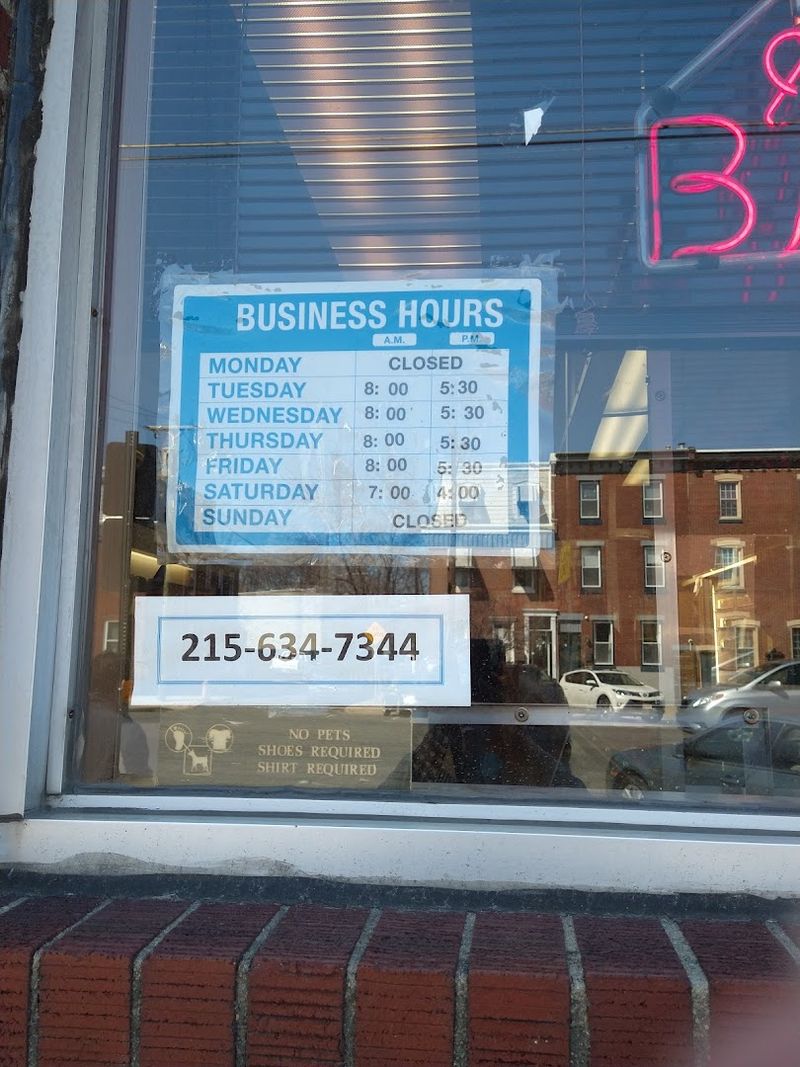 BA
BUSINESS HOURS
A.M. P.M.
MONDAY CLOSED
TUESDAY 8: 00 5:30
WEDNESDAY 8:00 5: 30
THURSDAY 8: 00 5:30
FRIDAY 8: 00 5: 30
SATURDAY 7: 00 4:00
SUNDAY CLOSED
215-634-7344
NO PETS
SHOES REQUIRED
SHIRT REQUIRED